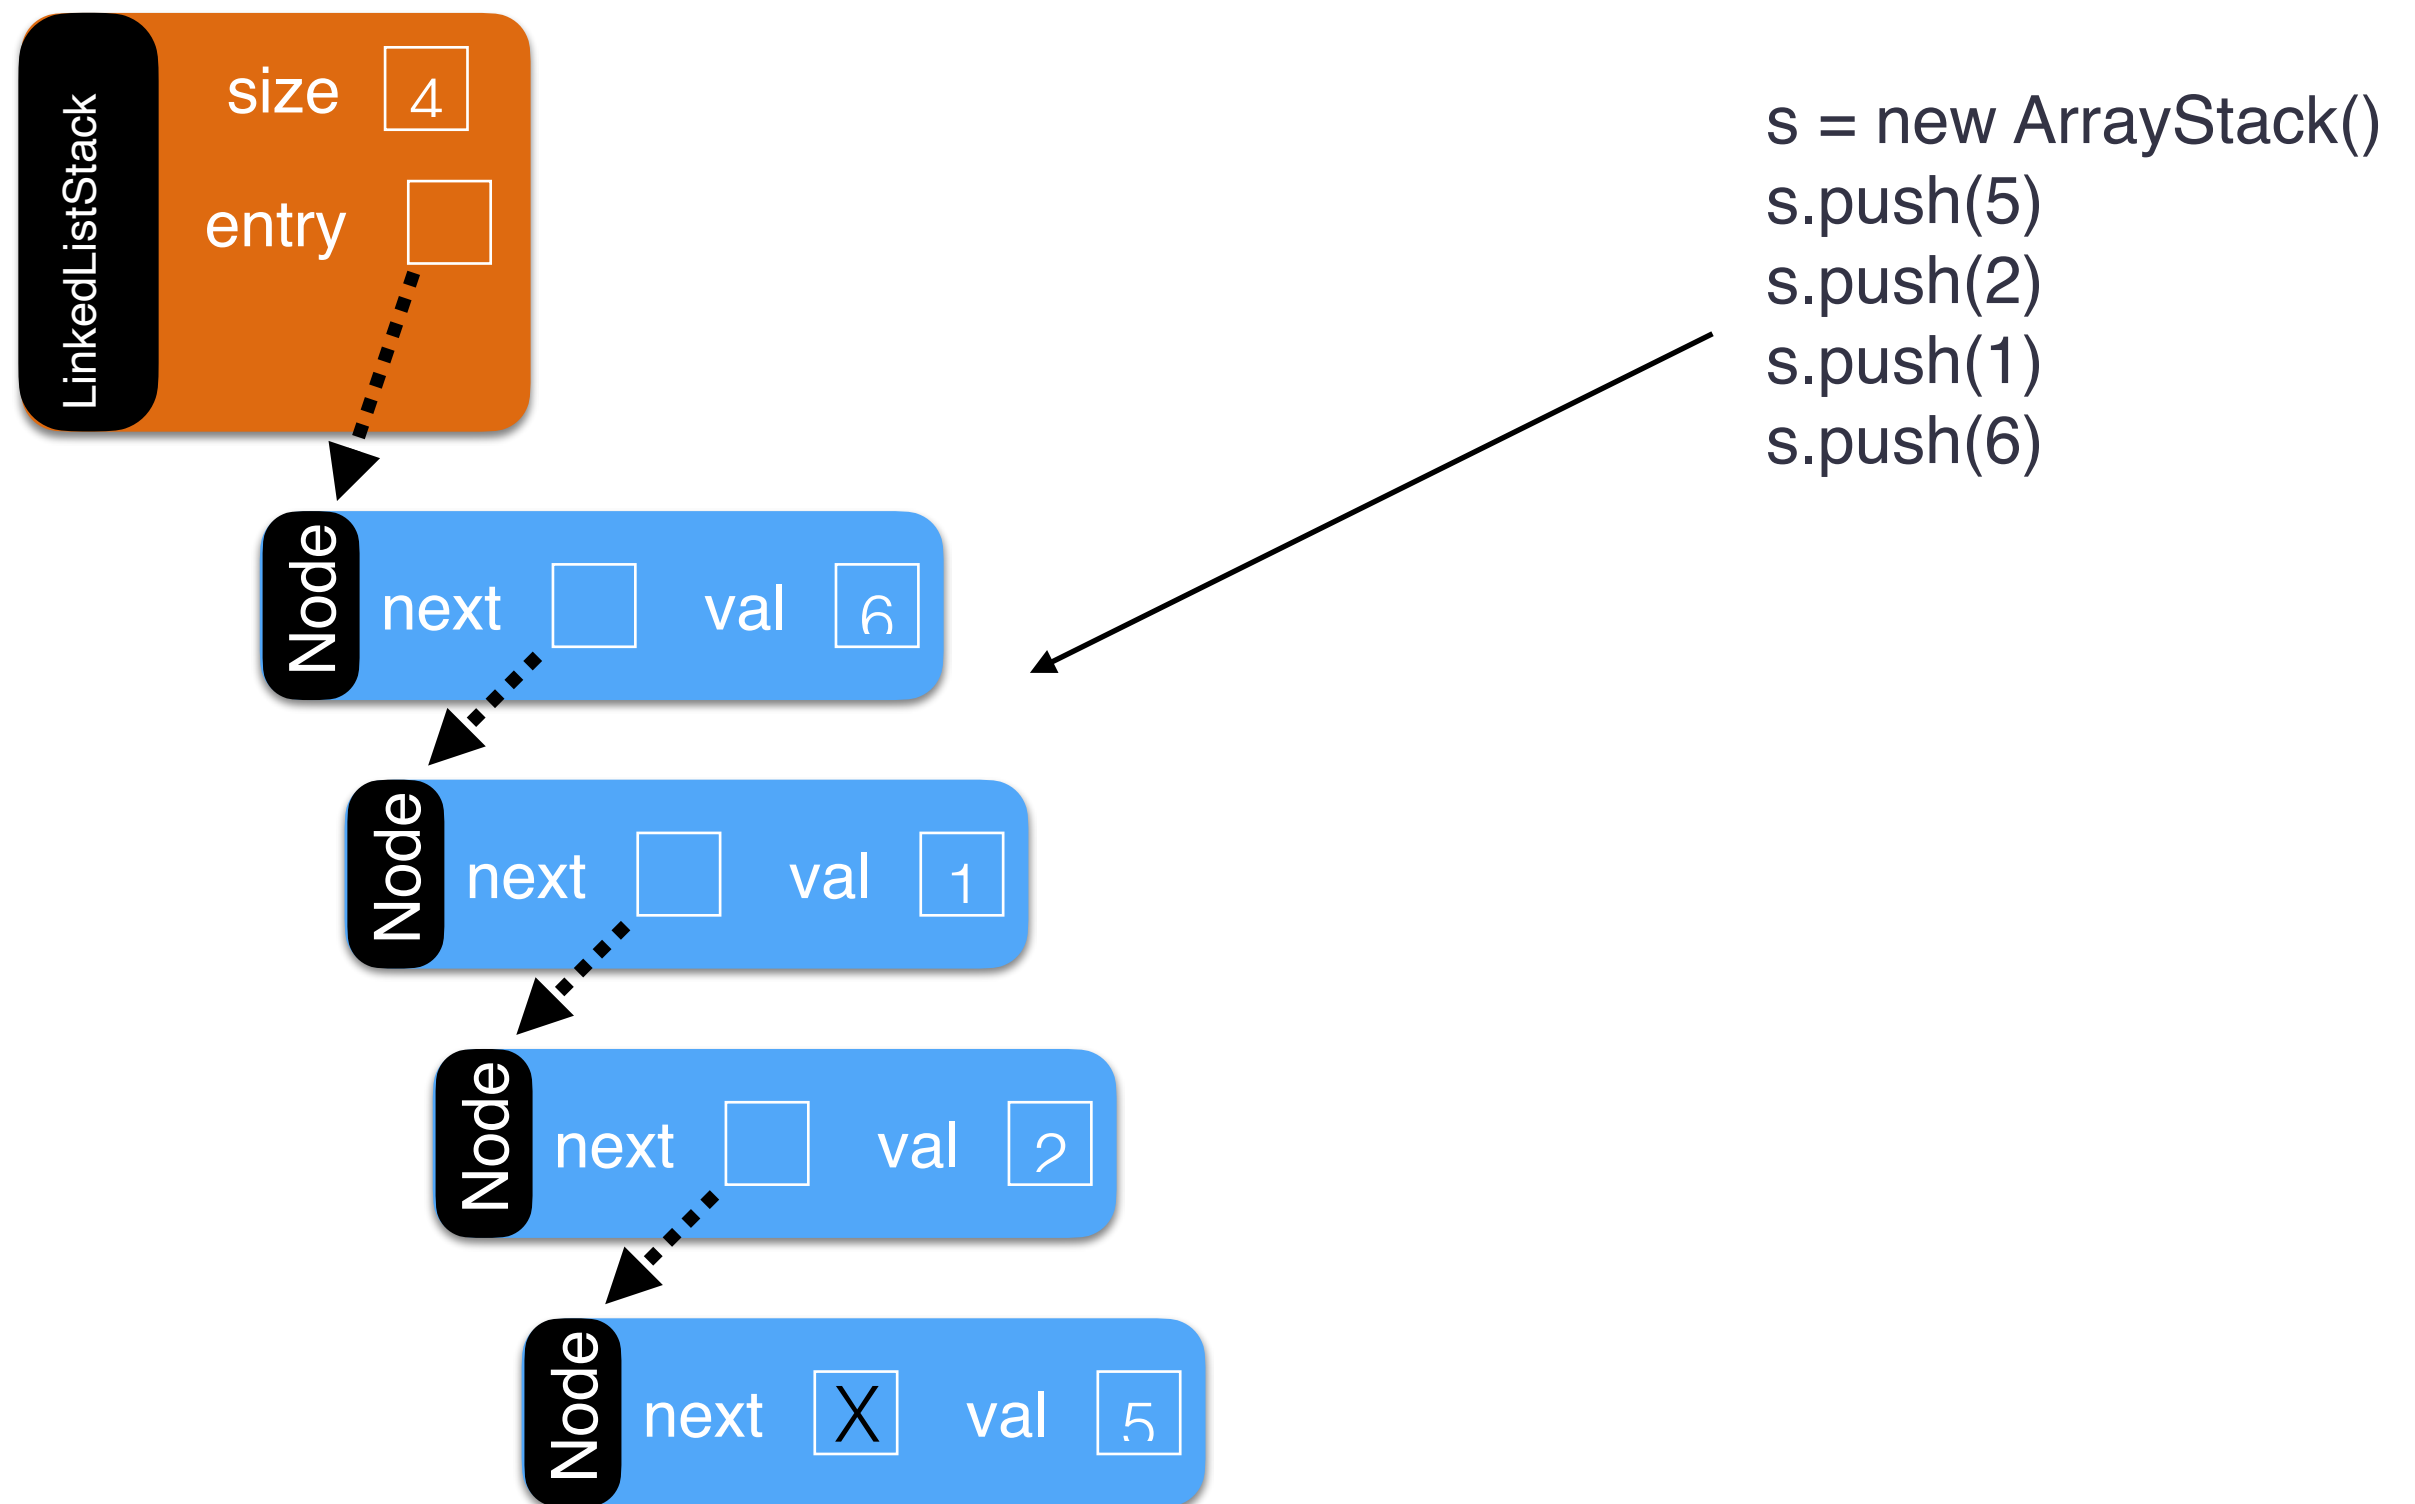 LinkedListStack
size 4
entry
s = new ArrayStack()
s.push(5)
s.push(2)
s.push(1)
s.push(6)
Node next val 6
Node next val 1
Node next val 2
Node next X val 5